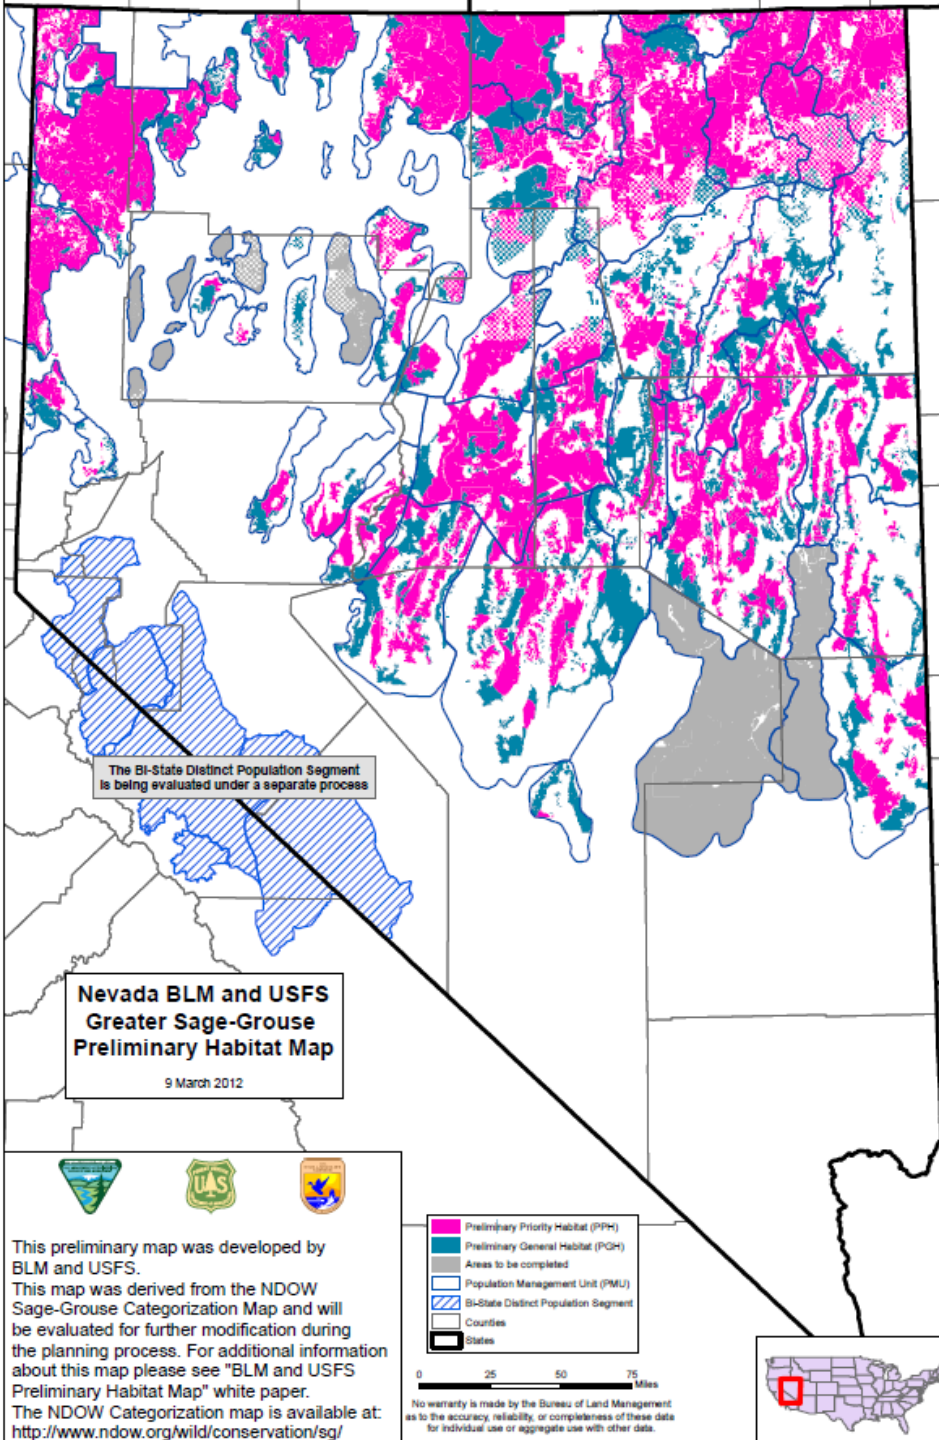 The Bi-State Distinct Population Segment
is being evaluated under a separate process
Nevada BLM and USFS
Greater Sage-Grouse
Preliminary Habitat Map
9 March 2012
UAS
This preliminary map was developed by
BLM and USFS.
This map was derived from the NDOW
Sage-Grouse Categorization Map and will
be evaluated for further modification during
the planning process. For additional information
about this map please see "BLM and USFS
Preliminary Habitat Map" white paper.
The NDOW Categorization map is available at:
http://www.ndow.org/wild/conservation/sg/
Preliminary Priority Habitat (PPH)
Preliminary General Habitat (PGH)
Areas to be completed
Population Management Unit (PMU)
Bi-State Distinct Population Segment
Counties
States
0 25 50 75
Miles
No warranty is made by the Bureau of Land Management
as to the accuracy, reliability, or completeness of these data
for individual use or aggregate use with other data.